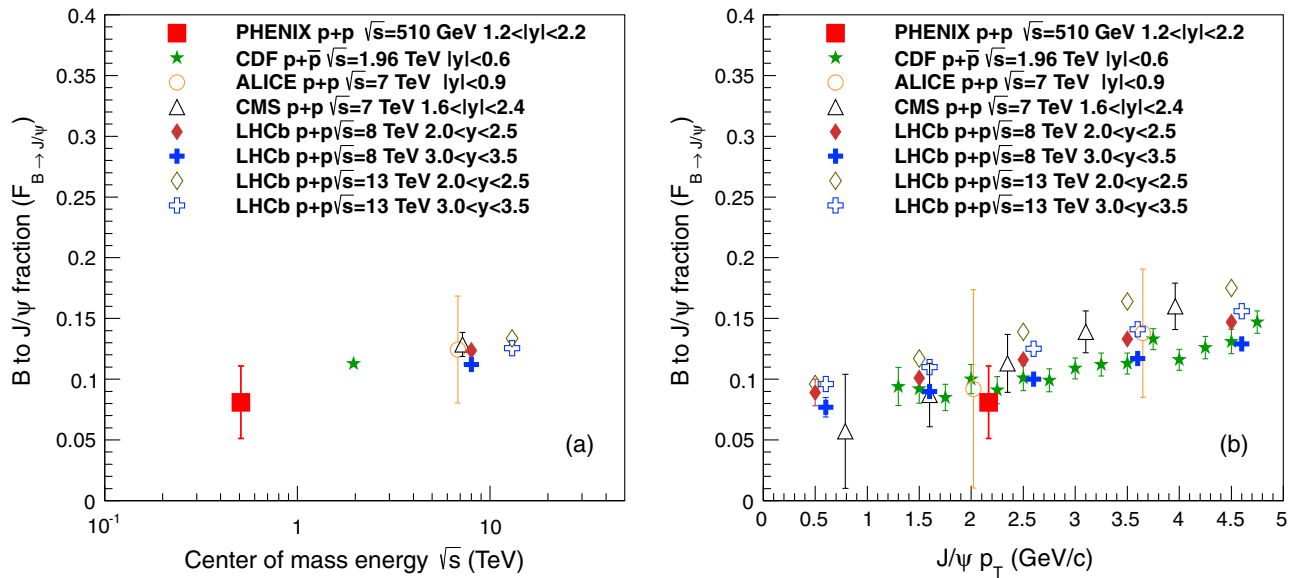 0.4
0.35
0.3
0.25
0.2
0.15
0.1
0.05
0
B to J/ψ fraction (F_{B → J/ψ})
PHENIX p+p √s=510 GeV 1.2<|y|<2.2
CDF p+p̅ √s=1.96 TeV |y|<0.6
ALICE p+p √s=7 TeV |y|<0.9
CMS p+p √s=7 TeV 1.6<|y|<2.4
LHCb p+p√s=8 TeV 2.0<y<2.5
LHCb p+p√s=8 TeV 3.0<y<3.5
LHCb p+p√s=13 TeV 2.0<y<2.5
LHCb p+p√s=13 TeV 3.0<y<3.5
(a)
10⁻¹ 1 10
Center of mass energy √s (TeV)
0.4
0.35
0.3
0.25
0.2
0.15
0.1
0.05
0
B to J/ψ fraction (F_{B → J/ψ})
PHENIX p+p √s=510 GeV 1.2<|y|<2.2
CDF p+p̅ √s=1.96 TeV |y|<0.6
ALICE p+p √s=7 TeV |y|<0.9
CMS p+p √s=7 TeV 1.6<|y|<2.4
LHCb p+p√s=8 TeV 2.0<y<2.5
LHCb p+p√s=8 TeV 3.0<y<3.5
LHCb p+p√s=13 TeV 2.0<y<2.5
LHCb p+p√s=13 TeV 3.0<y<3.5
(b)
0 0.5 1 1.5 2 2.5 3 3.5 4 4.5 5
J/ψ p_T (GeV/c)